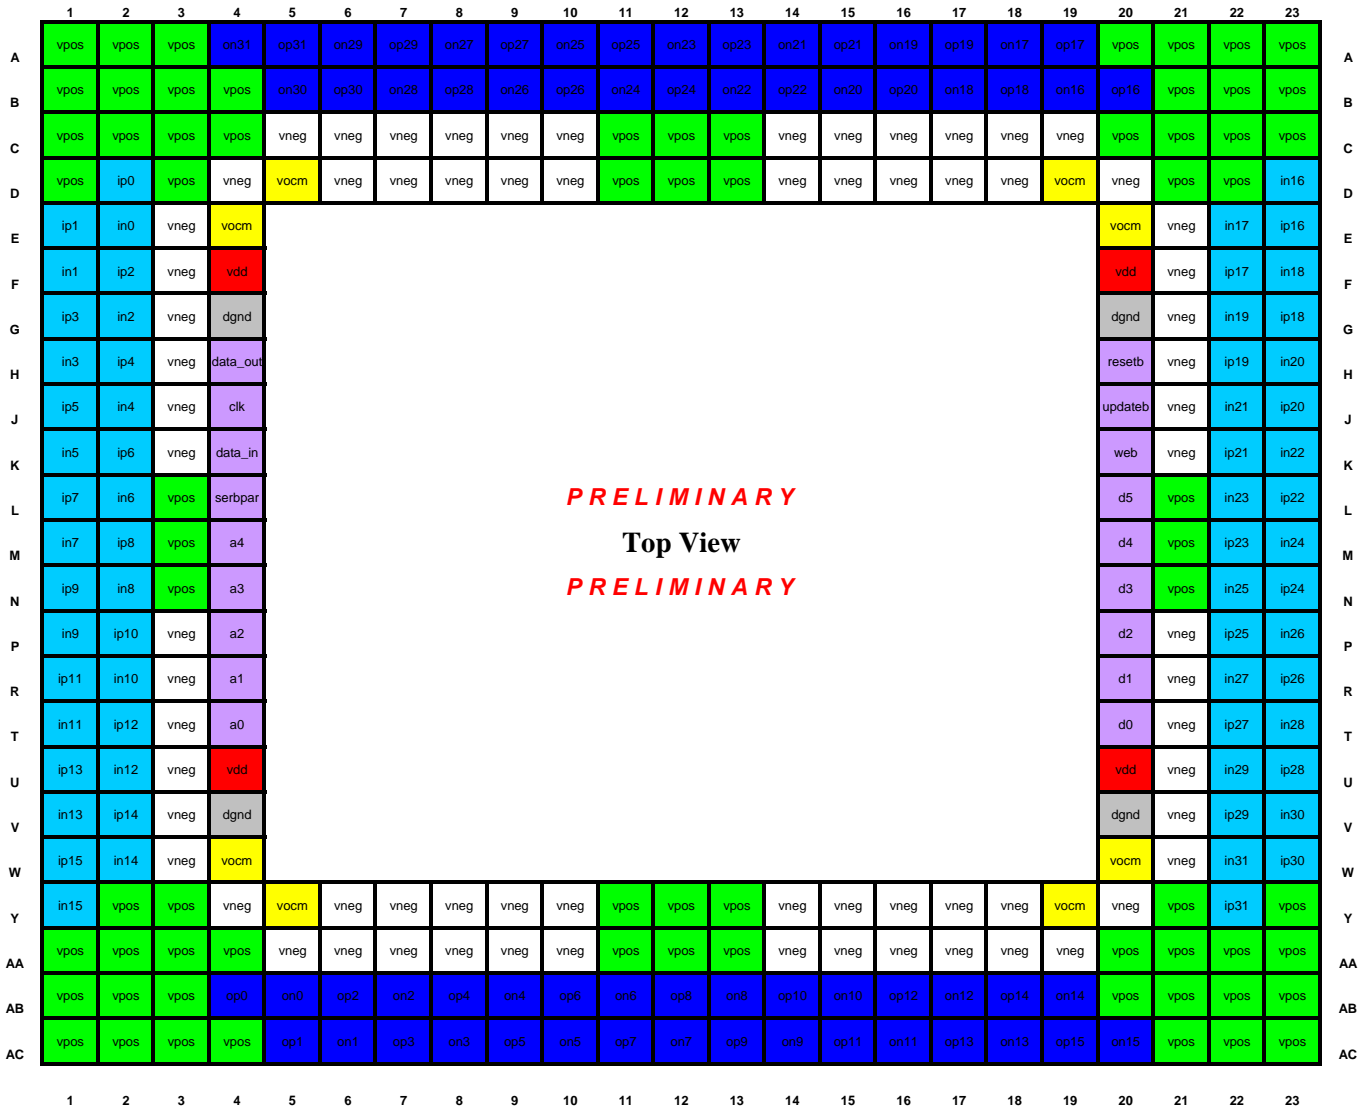 1 2 3 4 5 6 7 8 9 10 11 12 13 14 15 16 17 18 19 20 21 22 23
A vpos vpos vpos on31 op31 on29 op29 on27 op27 on25 op25 on23 op23 on21 op21 on19 op19 on17 op17 vpos vpos vpos vpos A
B vpos vpos vpos vpos on30 op30 on28 op28 on26 op26 on24 op24 on22 op22 on20 op20 on18 op18 on16 op16 vpos vpos vpos B
C vpos vpos vpos vpos vneg vneg vneg vneg vneg vneg vpos vpos vpos vneg vneg vneg vneg vneg vneg vpos vpos vpos vpos C
D vpos ip0 vpos vneg vocm vneg vneg vneg vneg vneg vpos vpos vpos vneg vneg vneg vneg vneg vocm vneg vpos vpos in16 D
E ip1 in0 vneg vocm vocm vneg in17 ip16 E
F in1 ip2 vneg vdd vdd vneg ip17 in18 F
G ip3 in2 vneg dgnd dgnd vneg in19 ip18 G
H in3 ip4 vneg data_out resetb vneg ip19 in20 H
J ip5 in4 vneg clk updateb vneg in21 ip20 J
K in5 ip6 vneg data_in web vneg ip21 in22 K
L ip7 in6 vpos serbpar PRELIMINARY d5 vpos in23 ip22 L
M in7 ip8 vpos a4 Top View d4 vpos ip23 in24 M
N ip9 in8 vpos a3 PRELIMINARY d3 vpos in25 ip24 N
P in9 ip10 vneg a2 d2 vneg ip25 in26 P
R ip11 in10 vneg a1 d1 vneg in27 ip26 R
T in11 ip12 vneg a0 d0 vneg ip27 in28 T
U ip13 in12 vneg vdd vdd vneg in29 ip28 U
V in13 ip14 vneg dgnd dgnd vneg ip29 in30 V
W ip15 in14 vneg vocm vocm vneg in31 ip30 W
Y in15 vpos vpos vneg vocm vneg vneg vneg vneg vneg vpos vpos vpos vneg vneg vneg vneg vneg vocm vneg vpos ip31 vpos Y
AA vpos vpos vpos vpos vneg vneg vneg vneg vneg vneg vpos vpos vpos vneg vneg vneg vneg vneg vneg vpos vpos vpos vpos AA
AB vpos vpos vpos op0 on0 op2 on2 op4 on4 op6 on6 op8 on8 op10 on10 op12 on12 op14 on14 vpos vpos vpos vpos AB
AC vpos vpos vpos vpos op1 on1 op3 on3 op5 on5 op7 on7 op9 on9 op11 on11 op13 on13 op15 on15 vpos vpos vpos AC
1 2 3 4 5 6 7 8 9 10 11 12 13 14 15 16 17 18 19 20 21 22 23